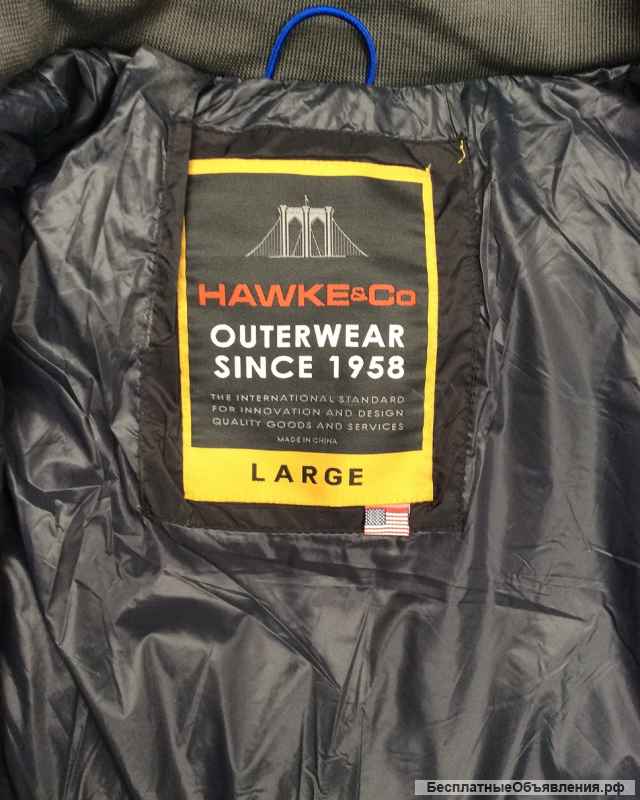 HAWKE&Co
OUTERWEAR
SINCE 1958
THE INTERNATIONAL STANDARD
FOR INNOVATION AND DESIGN
QUALITY GOODS AND SERVICES
MADE IN CHINA
LARGE
БесплатныеОбъявления.рф